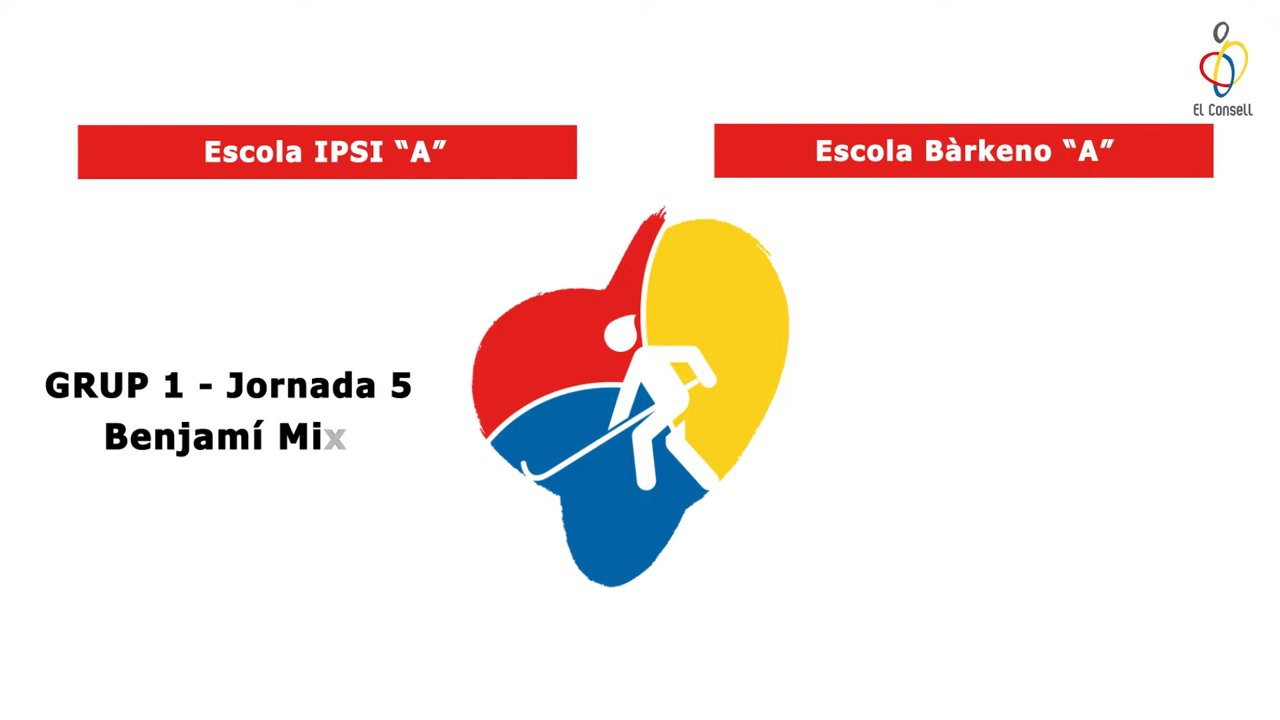 El Consell
Escola IPSI “A”
Escola Bàrkeno “A”
GRUP 1 - Jornada 5
Benjamí Mix